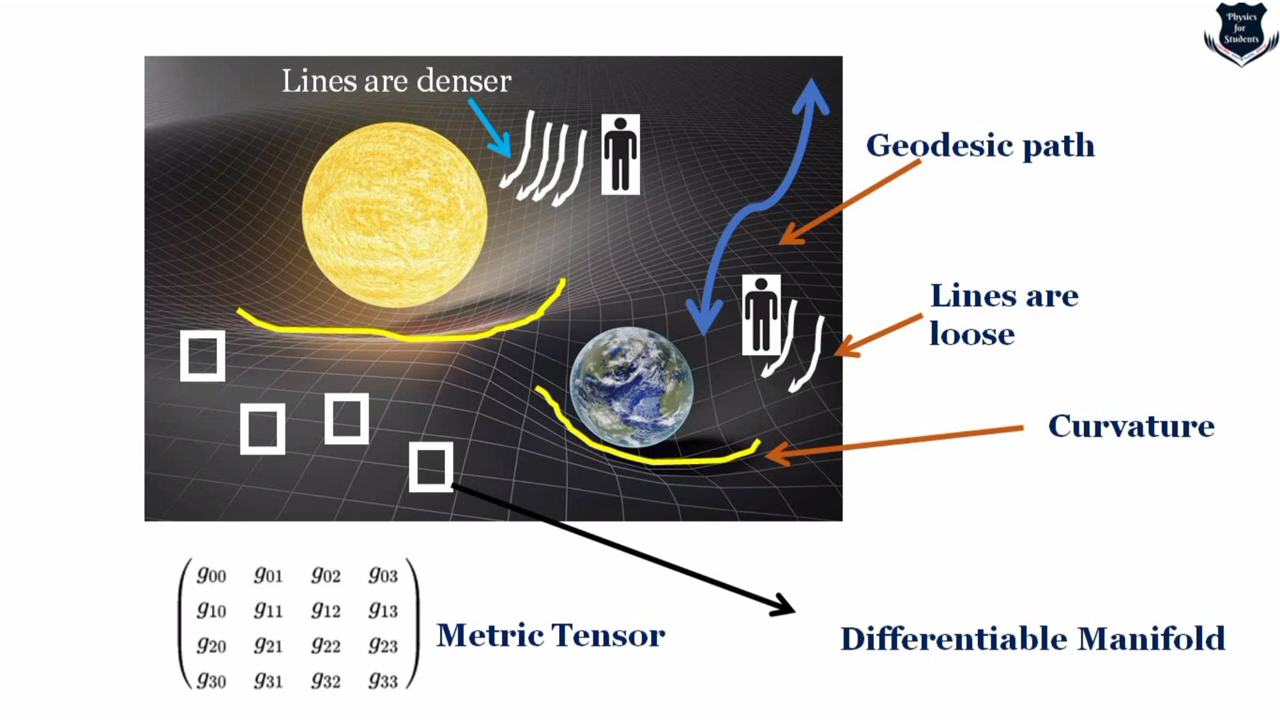 Physics
for
Students
Lines are denser
Geodesic path
Lines are
loose
Curvature
g00 g01 g02 g03
g10 g11 g12 g13
g20 g21 g22 g23
g30 g31 g32 g33
Metric Tensor
Differentiable Manifold